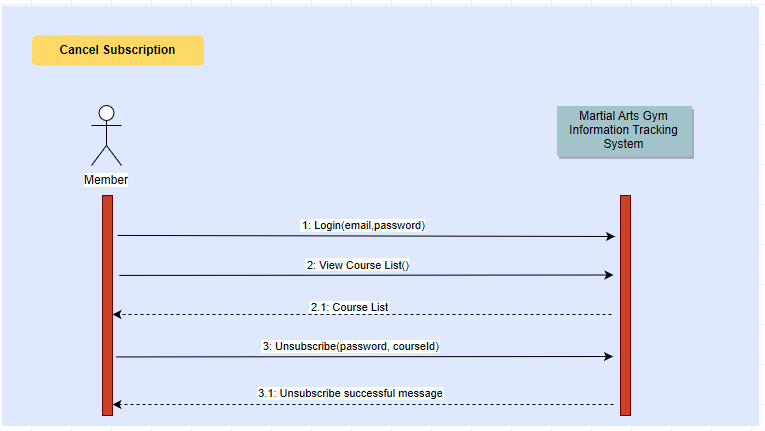 Cancel Subscription
Martial Arts Gym
Information Tracking
System
Member
1: Login(email,password)
2: View Course List()
2.1: Course List
3: Unsubscribe(password, courseId)
3.1: Unsubscribe successful message